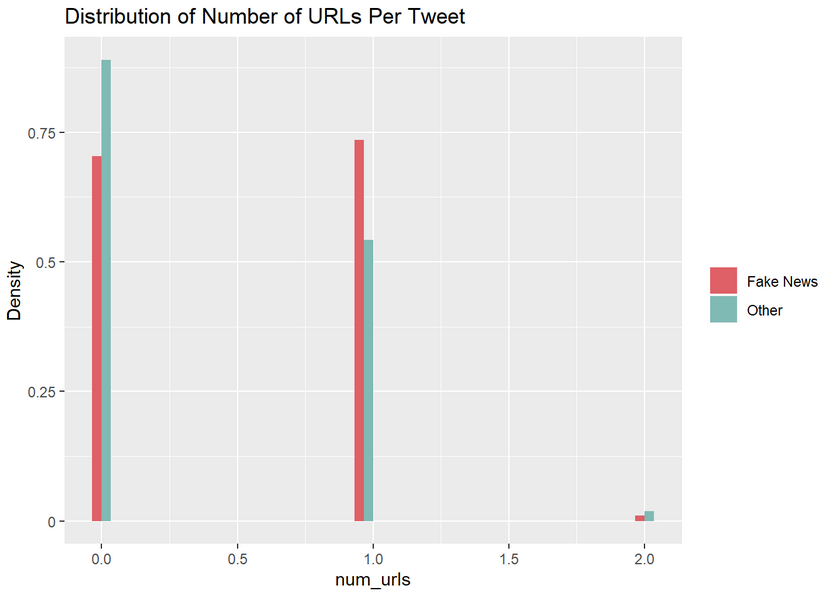 Distribution of Number of URLs Per Tweet
Density
0.75
0.5
0.25
0
0.0 0.5 1.0 1.5 2.0
num_urls
Fake News
Other